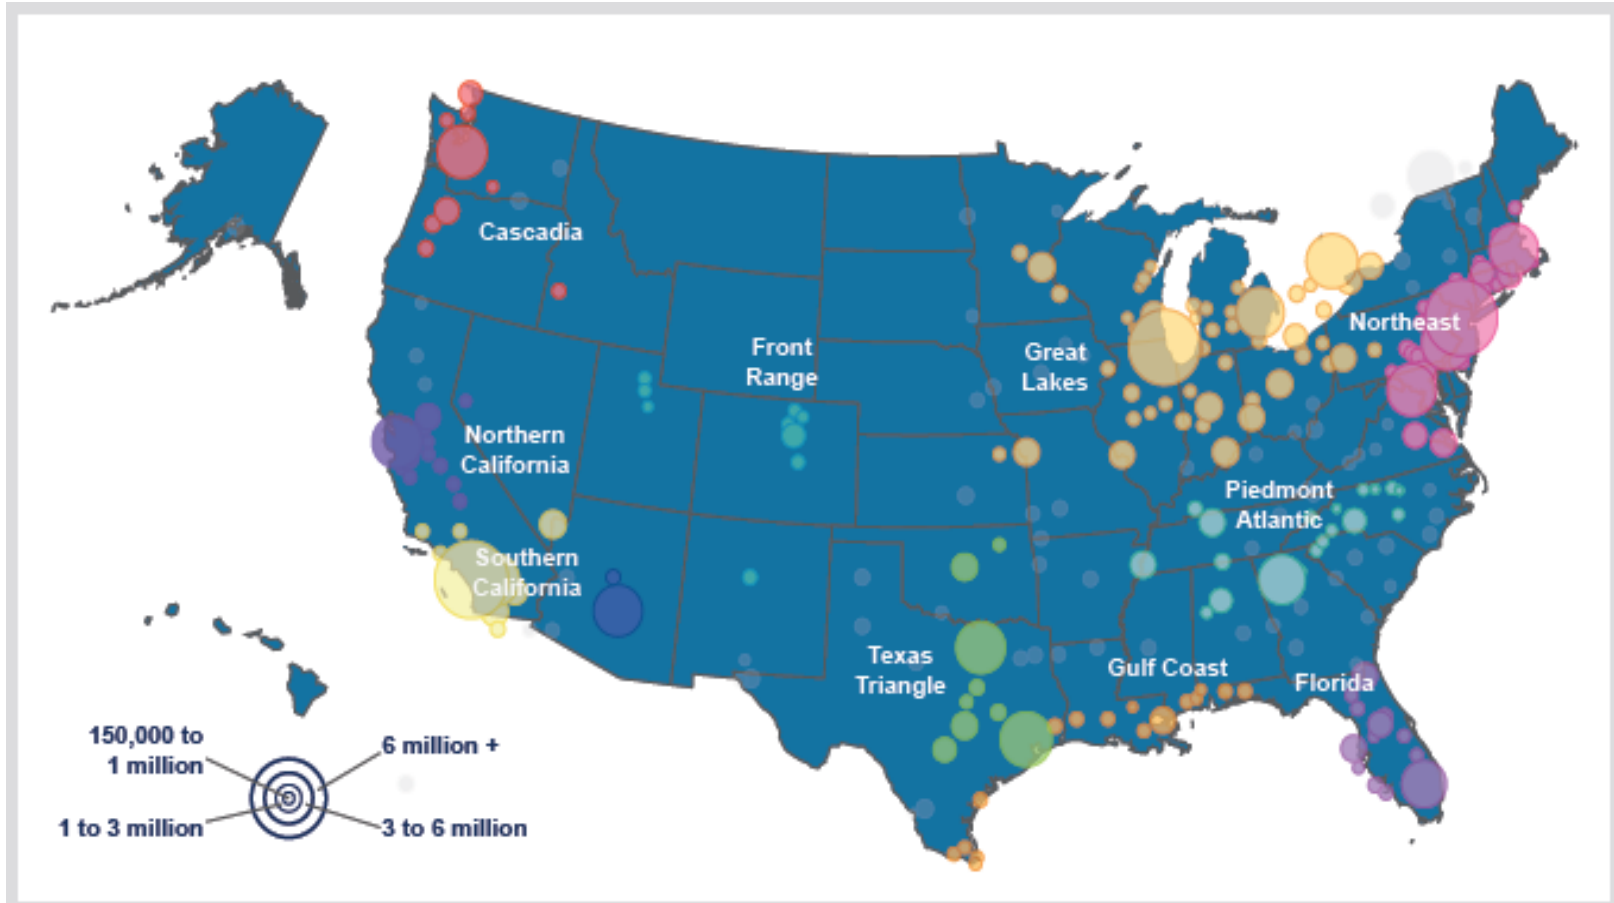 Cascadia
Front
Range
Great
Lakes
Northeast
Northern
California
Piedmont
Atlantic
Southern
California
Texas
Triangle
Gulf Coast
Florida
150,000 to
1 million
6 million +
1 to 3 million
3 to 6 million